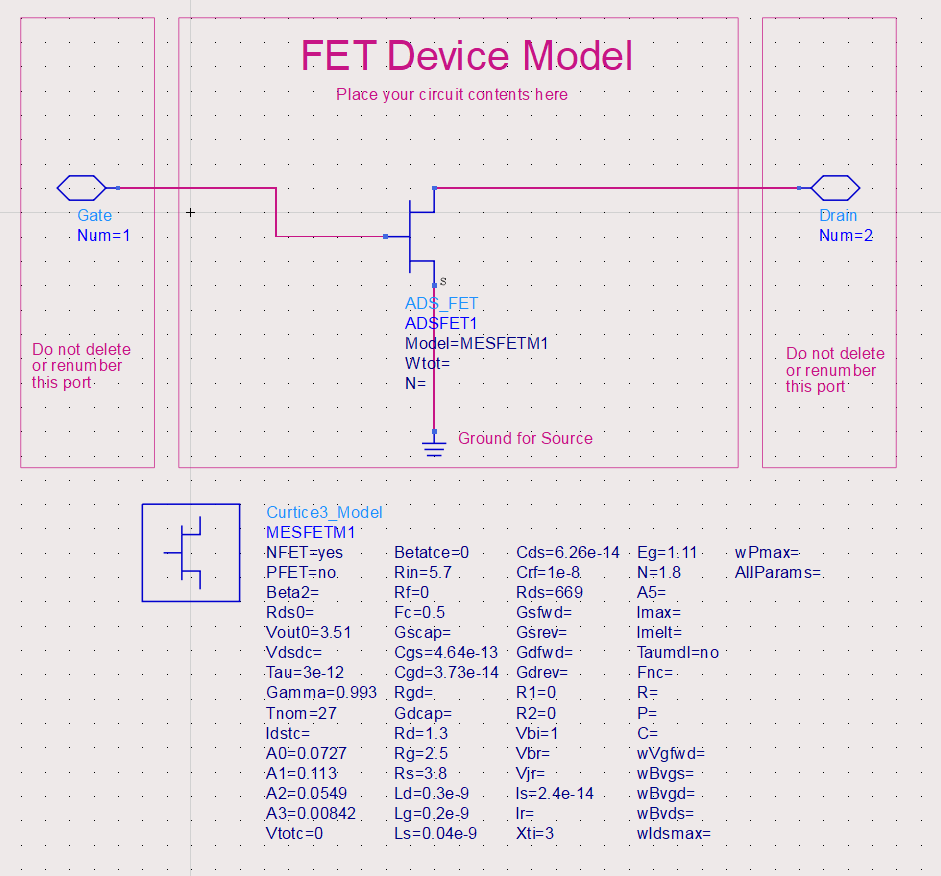 FET Device Model
Place your circuit contents here
Gate
Num=1
Drain
Num=2
S
ADS_FET
ADSFET1
Model=MESFETM1
Wtot=
N=
Do not delete
or renumber
this port
Do not delete
or renumber
this port
Ground for Source
Curtice3_Model
MESFETM1
NFET=yes
PFET=no
Beta2=
Rds0=
Vout0=3.51
Vdsdc=
Tau=3e-12
Gamma=0.993
Tnom=27
Idstc=
A0=0.0727
A1=0.113
A2=0.0549
A3=0.00842
Vtotc=0
Betatce=0
Rin=5.7
Rf=0
Fc=0.5
Gscap=
Cgs=4.64e-13
Cgd=3.73e-14
Rgd=
Gdcap=
Rd=1.3
Rg=2.5
Rs=3.8
Ld=0.3e-9
Lg=0.2e-9
Ls=0.04e-9
Cds=6.26e-14
Crf=1e-8
Rds=669
Gsfwd=
Gsrev=
Gdfwd=
Gdrev=
R1=0
R2=0
Vbi=1
Vbr=
Vjr=
Is=2.4e-14
Ir=
Xti=3
Eg=1.11
N=1.8
A5=
Imax=
Imelt=
Taumdl=no
Fnc=
R=
P=
C=
wVgfwd=
wBvgs=
wBvgd=
wBvds=
wIdsmax=
wPmax=
AllParams=